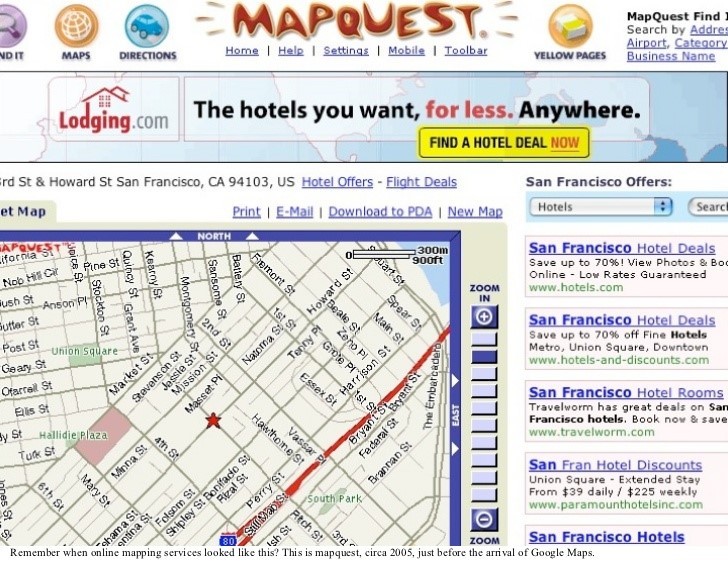 MAPQUEST.
ND IT
MAPS
DIRECTIONS
Home | Help | Settings | Mobile | Toolbar
YELLOW PAGES
MapQuest Find I
Search by Addres
Airport, Category
Business Name
Lodging.com
The hotels you want, for less. Anywhere.
FIND A HOTEL DEAL NOW
3rd St & Howard St San Francisco, CA 94103, US Hotel Offers - Flight Deals
San Francisco Offers:
Hotels
Searc
et Map
Print | E-Mail | Download to PDA | New Map
NORTH
MAPQUEST
300m
900ft
0
ifornia St
Joice St
Pine St
Nob Hill Cir
Bush St
Anson Pl
Sutter St
Post St
Geary St
Ofarrell St
Ellis St
dy St
Turk St
Stockton St
Quincy St
Grant Ave
Kearny St
Montgomery St
Sansome St
Battery St
Fremont St
Howard St
Spear St
Main St
Beale St
Zeno Pl
Grote Pl
Harrison St
1st St
1st St
2nd St
Natoma St
Tehama St
Terry Pl
Essex St
Union Square
Market St
Stevenson St
Jessie St
Mission St
Masset Pl
Hallidie Plaza
4th St
4th St
Minna St
Mary St
6th St
Folsom St
Shipley St
Bonifacio St
Rizal St
Perry St
Hawthorne St
Vassar
Bryant St
Bryant St
Federal St
Brannan St
The Embarcadero
South Park
Ritch St
3rd St
80
EAST
ZOOM
IN
ZOOM
OUT
San Francisco Hotel Deals
Save up to 70%! View Photos & Boo
Online - Low Rates Guaranteed
www.hotels.com
San Francisco Hotel Deals
Save up to 70% off Fine Hotels
Metro, Union Square, Downtown
www.hotels-and-discounts.com
San Francisco Hotel Rooms
Travelworm has great deals on San
Francisco hotels. Book now & save
www.travelworm.com
San Fran Hotel Discounts
Union Square - Extended Stay
From $39 daily / $225 weekly
www.paramounthotelsinc.com
San Francisco Hotels
Remember when online mapping services looked like this? This is mapquest, circa 2005, just before the arrival of Google Maps.